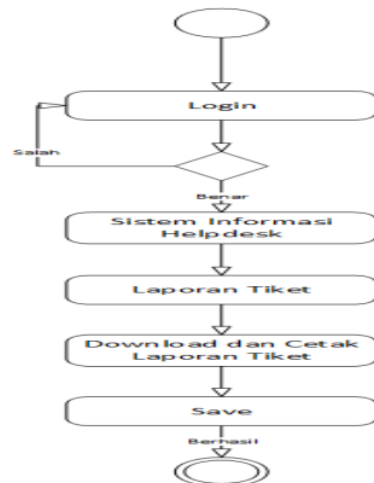 Login
Salah
Benar
Sistem Informasi
Helpdesk
Laporan Tiket
Download dan Cetak
Laporan Tiket
Save
Berhasil